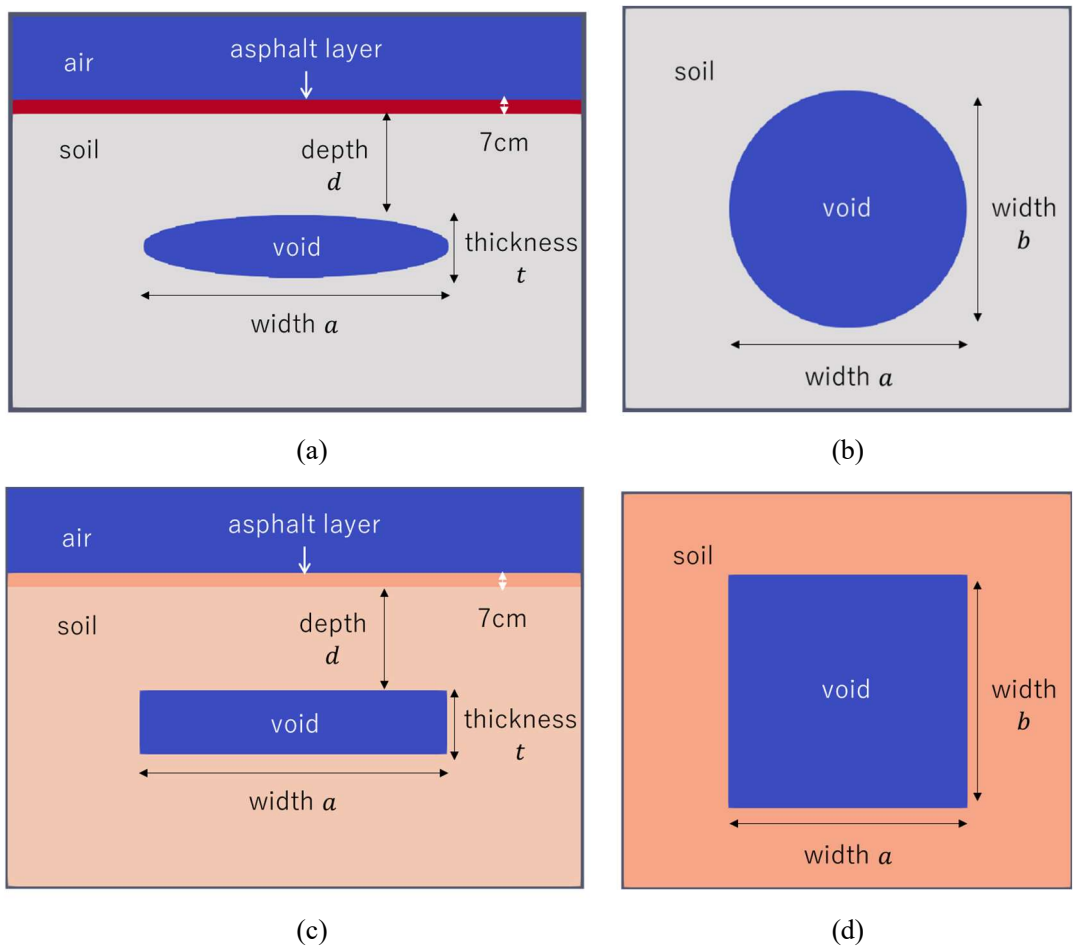 asphalt layer
air
7cm
soil
depth
d
void
thickness
t
width a
(a)
soil
void
width
b
width a
(b)
asphalt layer
air
7cm
soil
depth
d
void
thickness
t
width a
(c)
soil
void
width
b
width a
(d)